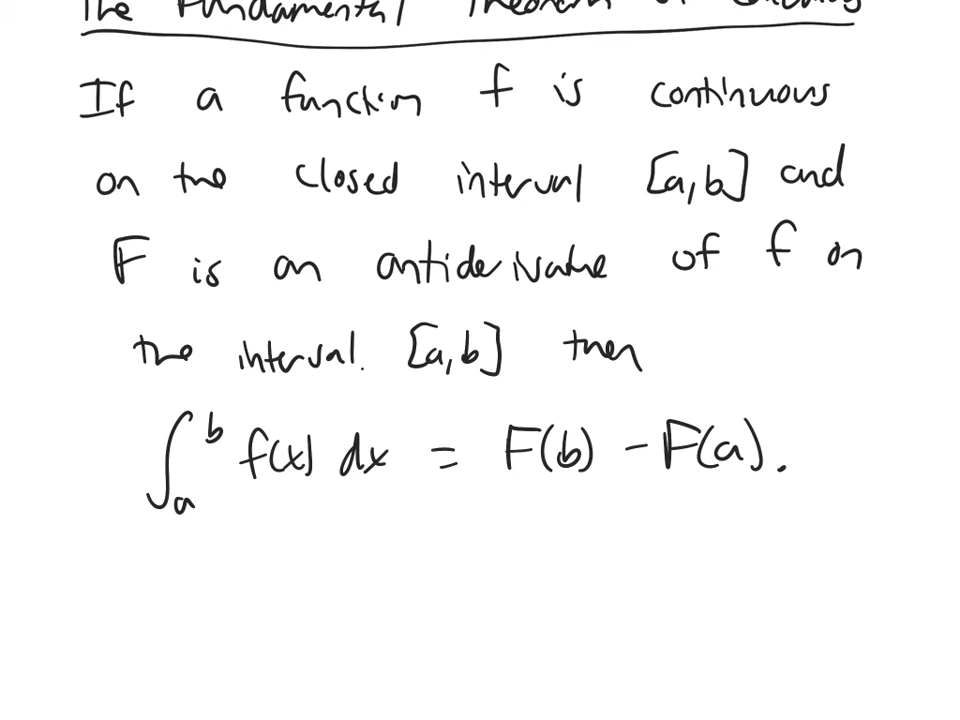 The Fundamental Theorem of Calculus
If a function f is continuous
on the closed interval [a,b] and
F is an antiderivative of f on
the interval. [a,b] then
∫_a^b f(x) dx = F(b) - F(a).